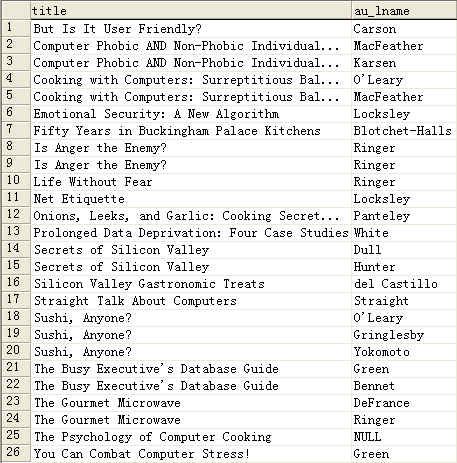 title au_lname
1 But Is It User Friendly? Carson
2 Computer Phobic AND Non-Phobic Individual... MacFeather
3 Computer Phobic AND Non-Phobic Individual... Karsen
4 Cooking with Computers: Surreptitious Bal... O'Leary
5 Cooking with Computers: Surreptitious Bal... MacFeather
6 Emotional Security: A New Algorithm Locksley
7 Fifty Years in Buckingham Palace Kitchens Blotchet-Halls
8 Is Anger the Enemy? Ringer
9 Is Anger the Enemy? Ringer
10 Life Without Fear Ringer
11 Net Etiquette Locksley
12 Onions, Leeks, and Garlic: Cooking Secret... Panteley
13 Prolonged Data Deprivation: Four Case Studies White
14 Secrets of Silicon Valley Dull
15 Secrets of Silicon Valley Hunter
16 Silicon Valley Gastronomic Treats del Castillo
17 Straight Talk About Computers Straight
18 Sushi, Anyone? O'Leary
19 Sushi, Anyone? Gringlesby
20 Sushi, Anyone? Yokomoto
21 The Busy Executive's Database Guide Green
22 The Busy Executive's Database Guide Bennet
23 The Gourmet Microwave DeFrance
24 The Gourmet Microwave Ringer
25 The Psychology of Computer Cooking NULL
26 You Can Combat Computer Stress! Green